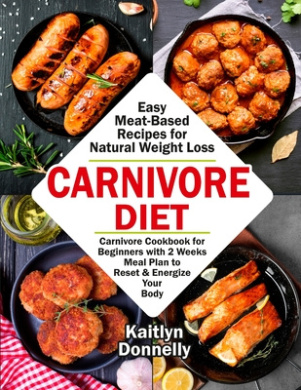 Easy
Meat-Based
Recipes for
Natural Weight Loss
CARNIVORE
DIET
Carnivore Cookbook for
Beginners with 2 Weeks
Meal Plan to
Reset & Energize
Your
Body
Kaitlyn
Donnelly